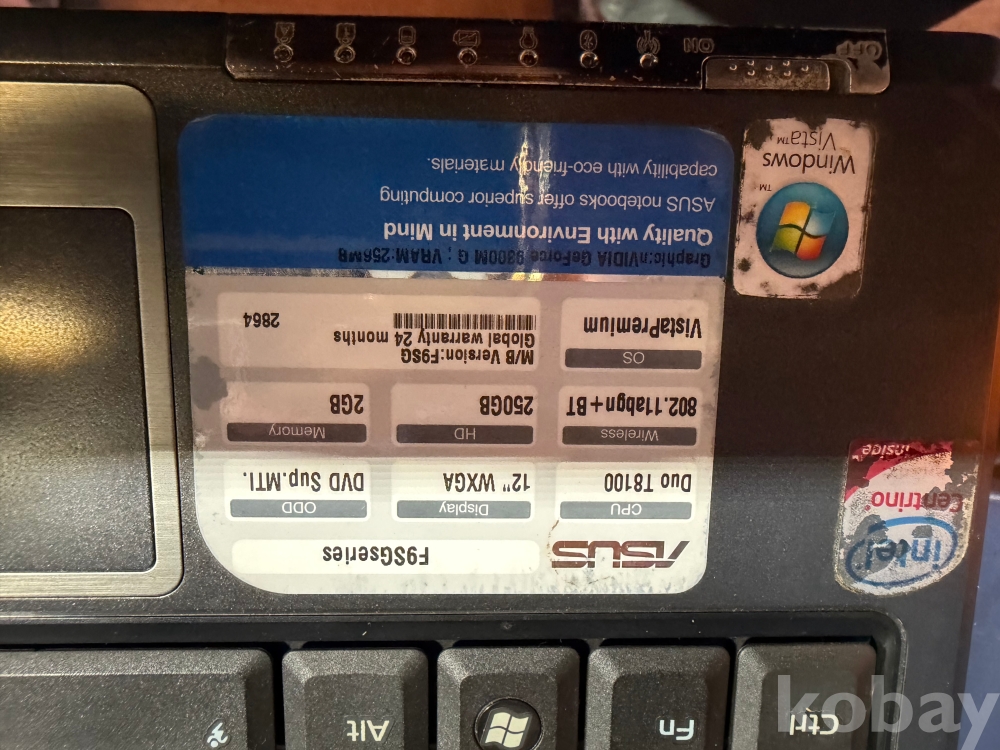 Ctrl
Fn
Alt
ASUS
F9SGseries
CPU
Duo T8100
Display
12" WXGA
ODD
DVD Sup.MTI.
Wireless
802.11abgn+BT
HD
250GB
Memory
2GB
OS
VistaPremium
M/B Version:F9SG
Global warranty 24 months
2864
Graphic:nVIDIA GeForce 9300M G ; VRAM:256MB
Quality with Environment in Mind
ASUS notebooks offer superior computing
capability with eco-friendly materials.
intel
Centrino
inside™
Windows
Vista™
ON
OFF
kobay